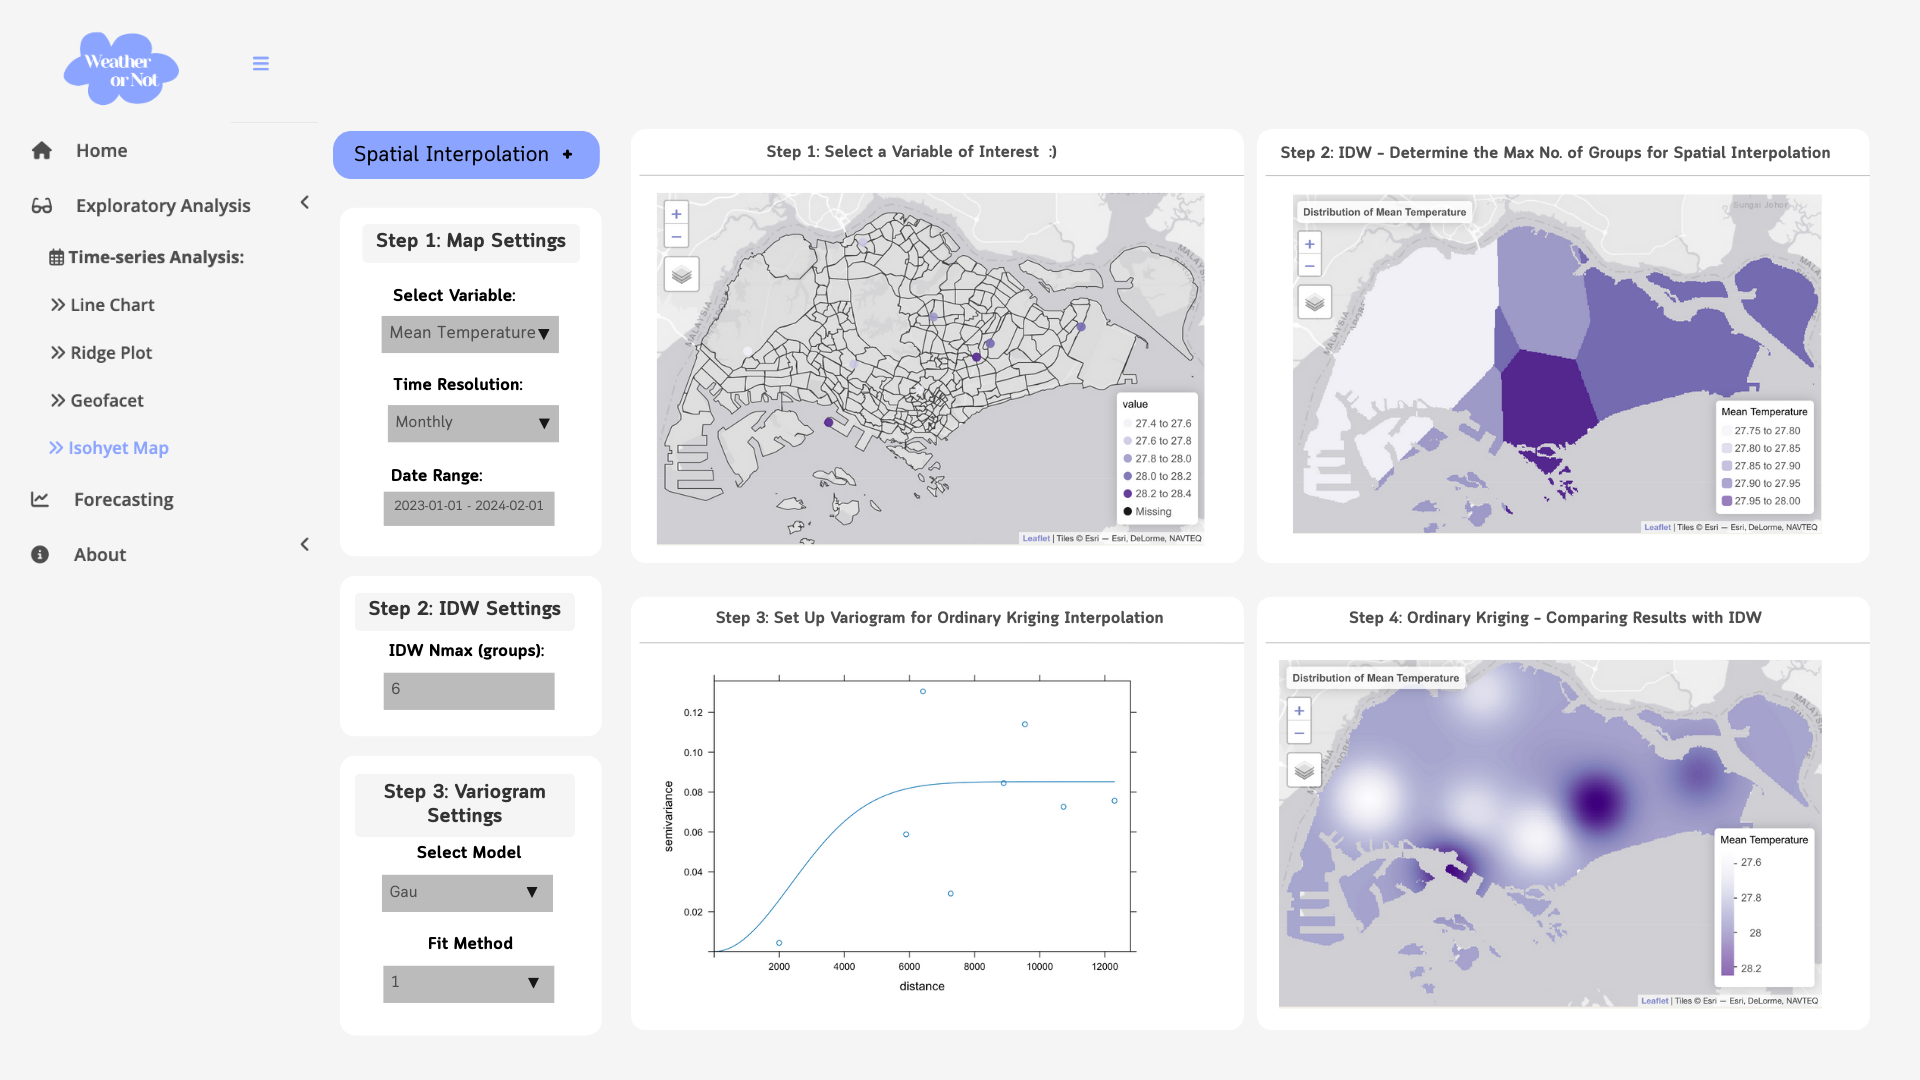 Weather
or Not
Home
Exploratory Analysis
Time-series Analysis:
Line Chart
Ridge Plot
Geofacet
Isohyet Map
Forecasting
About
Spatial Interpolation +
Step 1: Map Settings
Select Variable:
Mean Temperature
Time Resolution:
Monthly
Date Range:
2023-01-01 - 2024-02-01
Step 2: IDW Settings
IDW Nmax (groups):
6
Step 3: Variogram
Settings
Select Model
Gau
Fit Method
1
Step 1: Select a Variable of Interest :)
+
−
MALAYSIA
value
27.4 to 27.6
27.6 to 27.8
27.8 to 28.0
28.0 to 28.2
28.2 to 28.4
Missing
Leaflet | Tiles © Esri — Esri, DeLorme, NAVTEQ
Step 2: IDW - Determine the Max No. of Groups for Spatial Interpolation
Distribution of Mean Temperature
Sungai Johor
+
−
MALAYSIA
Mean Temperature
27.75 to 27.80
27.80 to 27.85
27.85 to 27.90
27.90 to 27.95
27.95 to 28.00
Leaflet | Tiles © Esri — Esri, DeLorme, NAVTEQ
Step 3: Set Up Variogram for Ordinary Kriging Interpolation
semivariance
0.12
0.10
0.08
0.06
0.04
0.02
2000 4000 6000 8000 10000 12000
distance
Step 4: Ordinary Kriging - Comparing Results with IDW
Distribution of Mean Temperature
+
−
Mean Temperature
27.6
27.8
28
28.2
Leaflet | Tiles © Esri — Esri, DeLorme, NAVTEQ